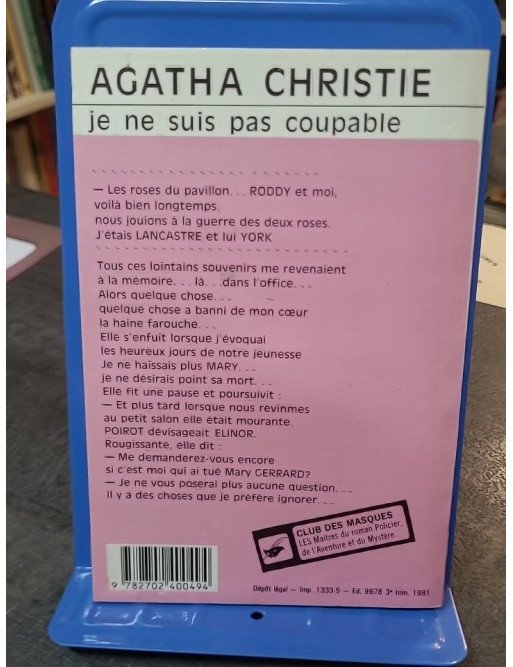 AGATHA CHRISTIE
je ne suis pas coupable
— Les roses du pavillon. . . RODDY et moi,
voilà bien longtemps,
nous jouions à la guerre des deux roses.
J'étais LANCASTRE et lui YORK
Tous ces lointains souvenirs me revenaient
à la mémoire. . . là. . .dans l'office. . .
Alors quelque chose. . .
quelque chose a banni de mon cœur
la haine farouche. . .
Elle s'enfuit lorsque j'évoquai
les heureux jours de notre jeunesse
Je ne haïssais plus MARY. . .
je ne désirais point sa mort. . .
Elle fit une pause et poursuivit :
— Et plus tard lorsque nous revinmes
au petit salon elle était mourante.
POIROT dévisageait ELINOR.
Rougissante, elle dit :
— Me demanderez-vous encore
si c'est moi qui ai tué Mary GERRARD?
— Je ne vous poserai plus aucune question. . .
Il y a des choses que je préfère ignorer. . .
CLUB DES MASQUES
LES Maîtres du roman Policier,
de l'Aventure et du Mystère.
9 782702 400494
Dépôt légal – Imp. 1333-5 – Ed. 9678 3e trim. 1981